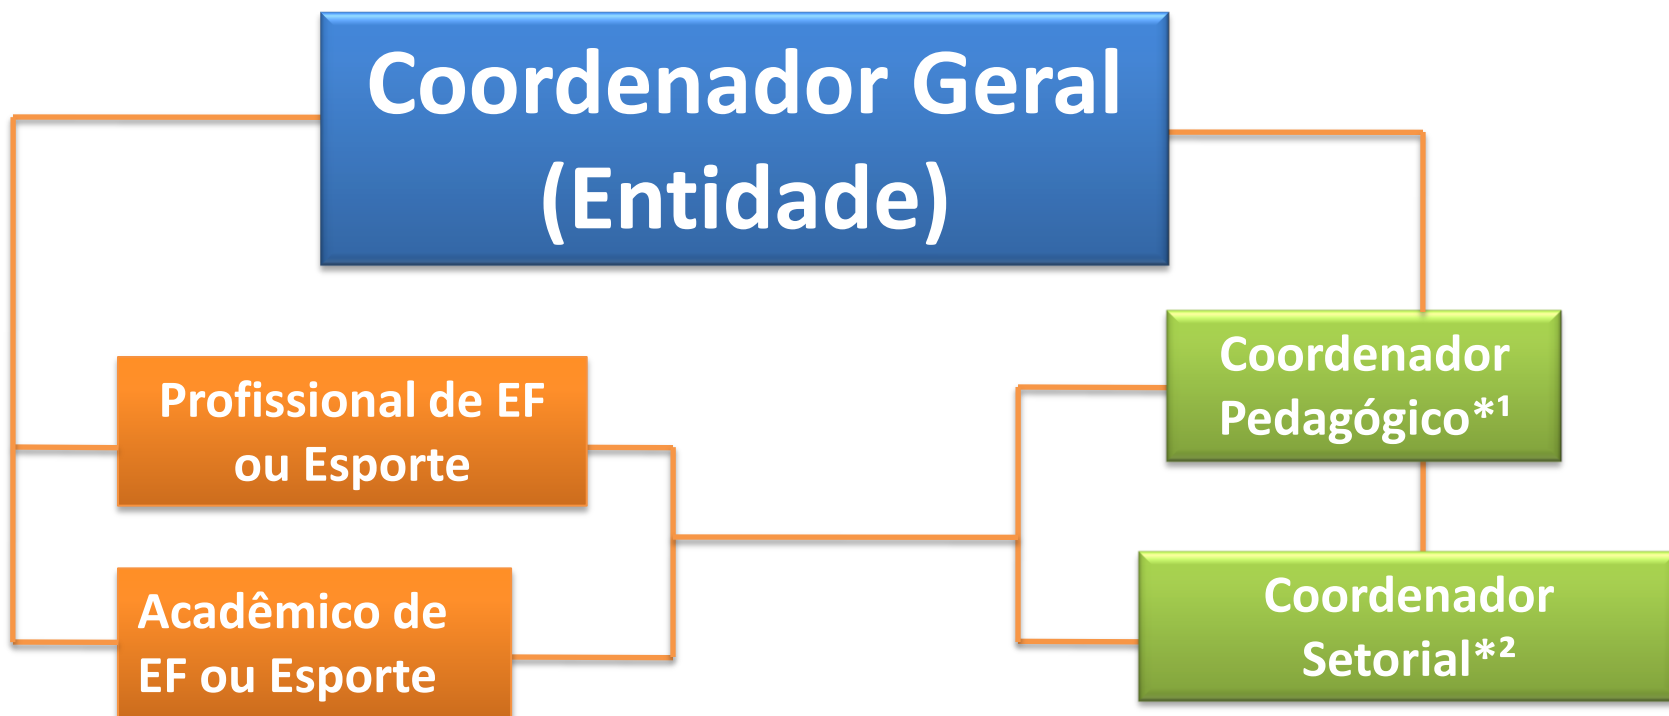 Coordenador Geral
(Entidade)
Coordenador
Pedagógico*¹
Profissional de EF
ou Esporte
Coordenador
Setorial*²
Acadêmico de
EF ou Esporte